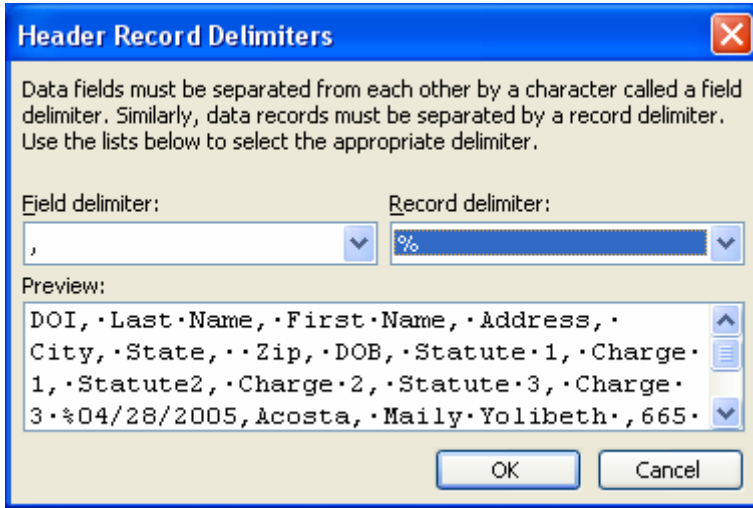 Header Record Delimiters
Data fields must be separated from each other by a character called a field
delimiter. Similarly, data records must be separated by a record delimiter.
Use the lists below to select the appropriate delimiter.
Field delimiter: Record delimiter:
, %
Preview:
DOI,·Last·Name,·First·Name,·Address,·
City,·State,··Zip,·DOB,·Statute·1,·Charge·
1,·Statute2,·Charge·2,·Statute·3,·Charge·
3·%04/28/2005,Acosta,·Maily·Yolibeth·,665·
OK Cancel